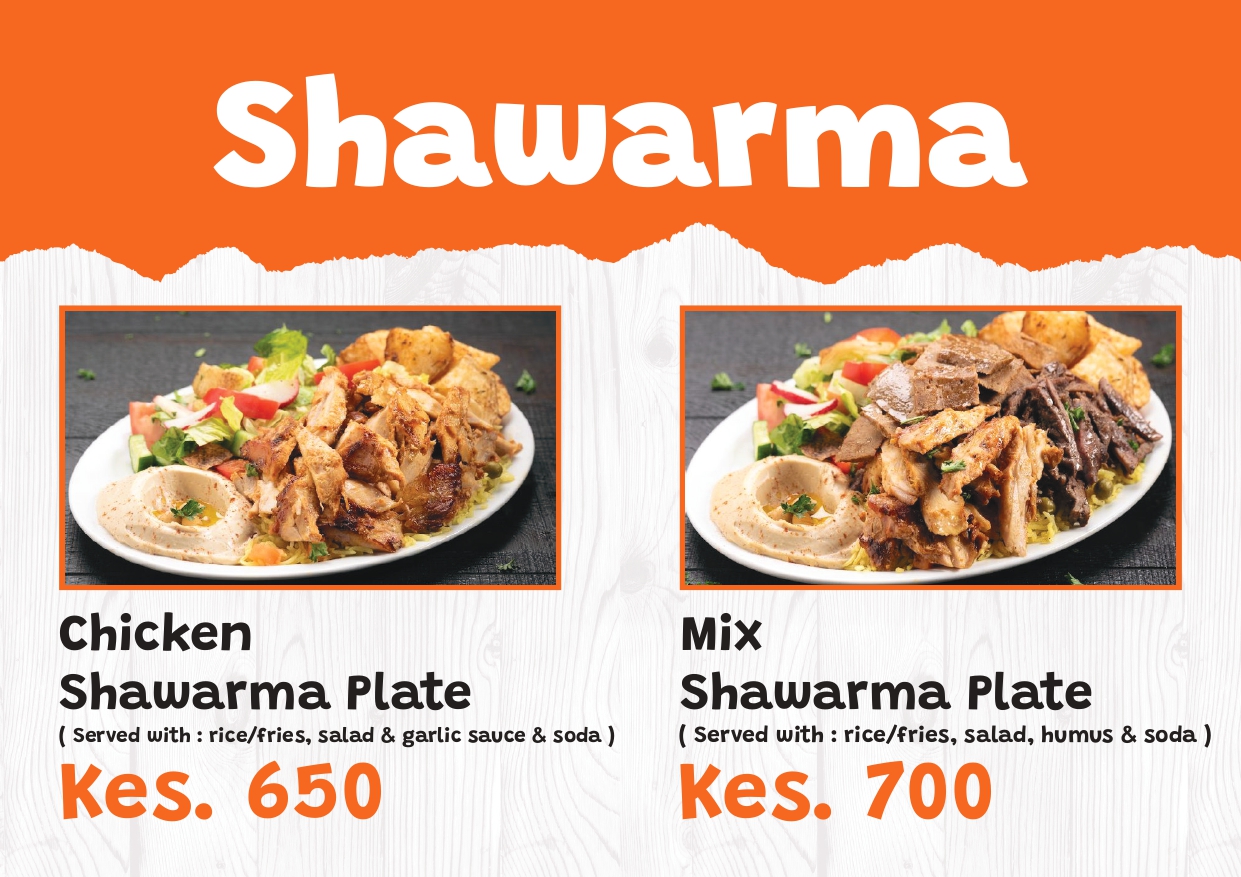 Shawarma
Chicken
Shawarma Plate
( Served with : rice/fries, salad & garlic sauce & soda )
Kes. 650
Mix
Shawarma Plate
( Served with : rice/fries, salad, humus & soda )
Kes. 700